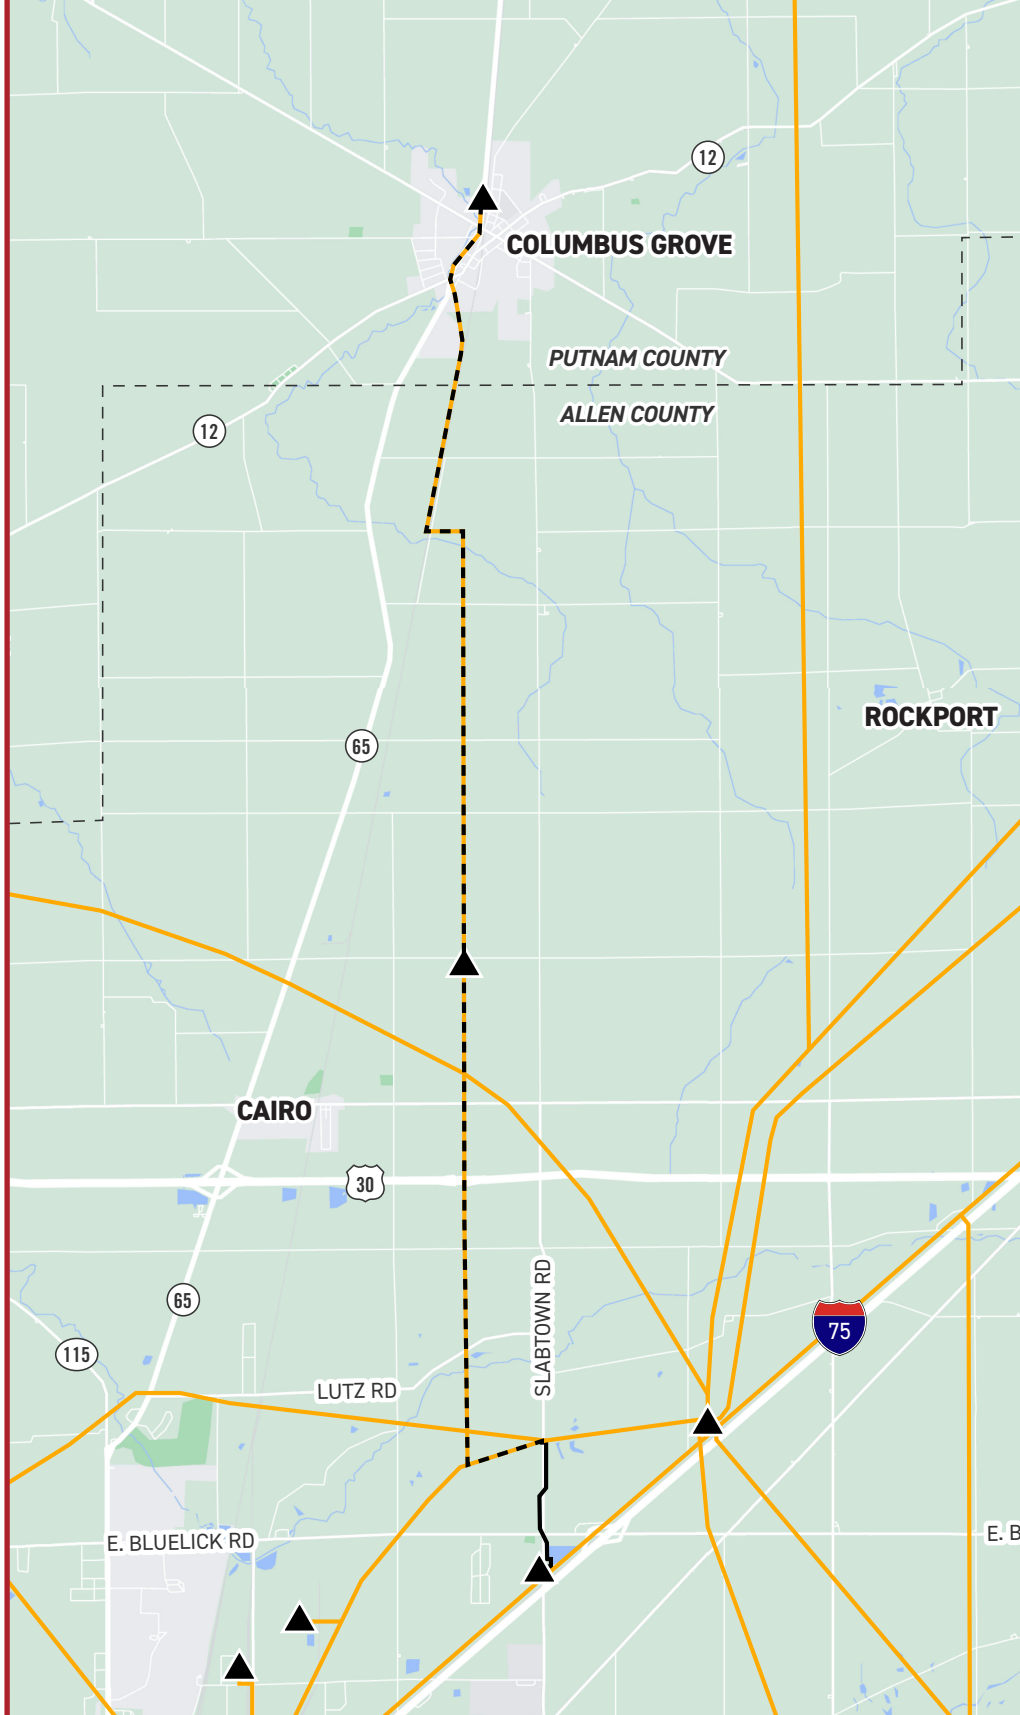 12
COLUMBUS GROVE
PUTNAM COUNTY
ALLEN COUNTY
12
ROCKPORT
65
CAIRO
30
SLABTOWN RD
65
75
115
LUTZ RD
E. BLUELICK RD
E. B